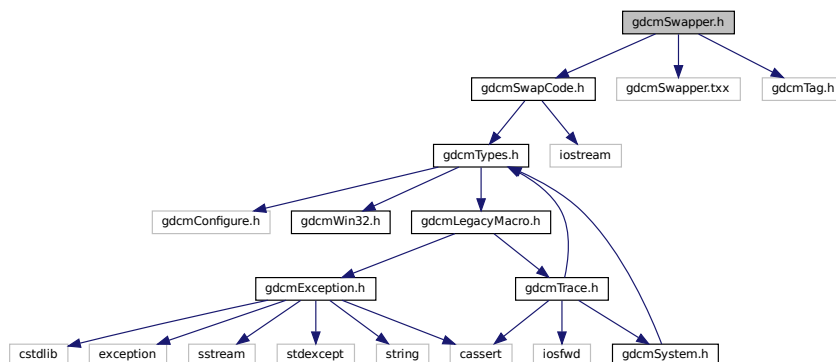 gdcmSwapper.h
gdcmSwapCode.h
gdcmSwapper.txx
gdcmTag.h
gdcmTypes.h
iostream
gdcmConfigure.h
gdcmWin32.h
gdcmLegacyMacro.h
gdcmException.h
gdcmTrace.h
cstdlib
exception
sstream
stdexcept
string
cassert
iosfwd
gdcmSystem.h